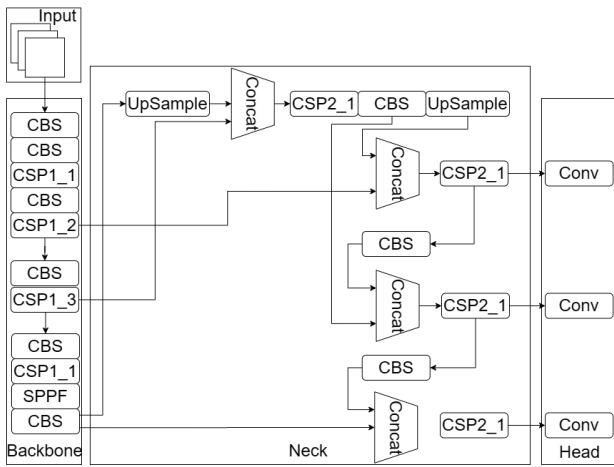 Input
CBS
CBS
CSP1_1
CBS
CSP1_2
CBS
CSP1_3
CBS
CSP1_1
SPPF
CBS
Backbone
UpSample
Concat
CSP2_1
CBS
UpSample
Concat
CSP2_1
CBS
Concat
CSP2_1
CBS
Concat
CSP2_1
Neck
Conv
Conv
Conv
Head